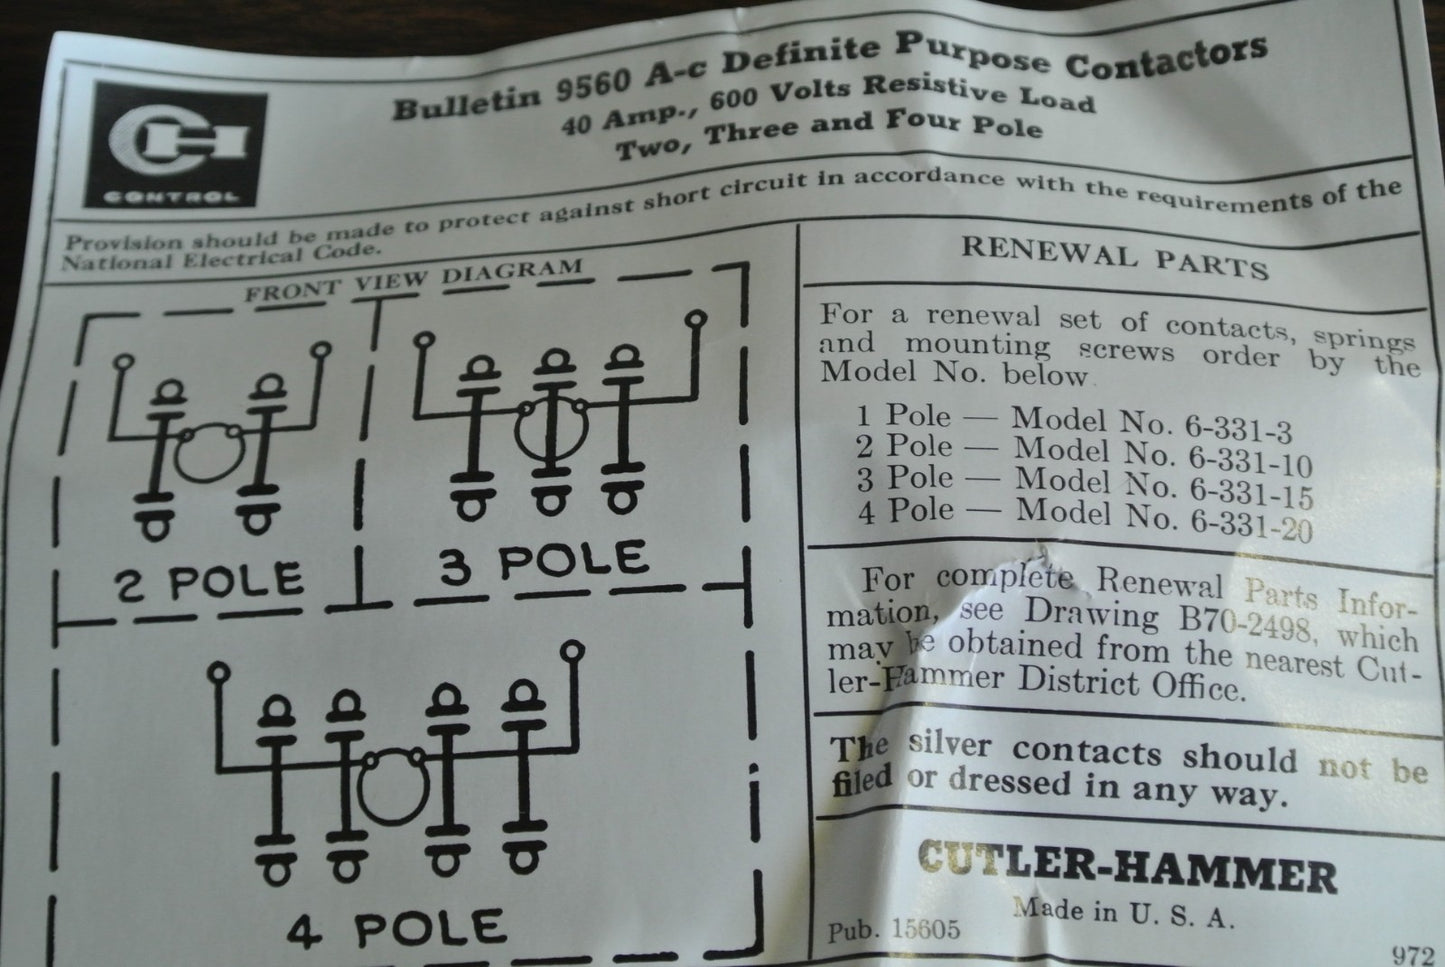 CH
CONTROL
Bulletin 9560 A-c Definite Purpose Contactors
40 Amp., 600 Volts Resistive Load
Two, Three and Four Pole
Provision should be made to protect against short circuit in accordance with the requirements of the
National Electrical Code.
FRONT VIEW DIAGRAM
2 POLE
3 POLE
4 POLE
RENEWAL PARTS
For a renewal set of contacts, springs
and mounting screws order by the
Model No. below
1 Pole — Model No. 6-331-3
2 Pole — Model No. 6-331-10
3 Pole — Model No. 6-331-15
4 Pole — Model No. 6-331-20
For complete Renewal Parts Infor-
mation, see Drawing B70-2498, which
may be obtained from the nearest Cut-
ler-Hammer District Office.
The silver contacts should not be
filed or dressed in any way.
CUTLER-HAMMER
Made in U. S. A.
Pub. 15605
972